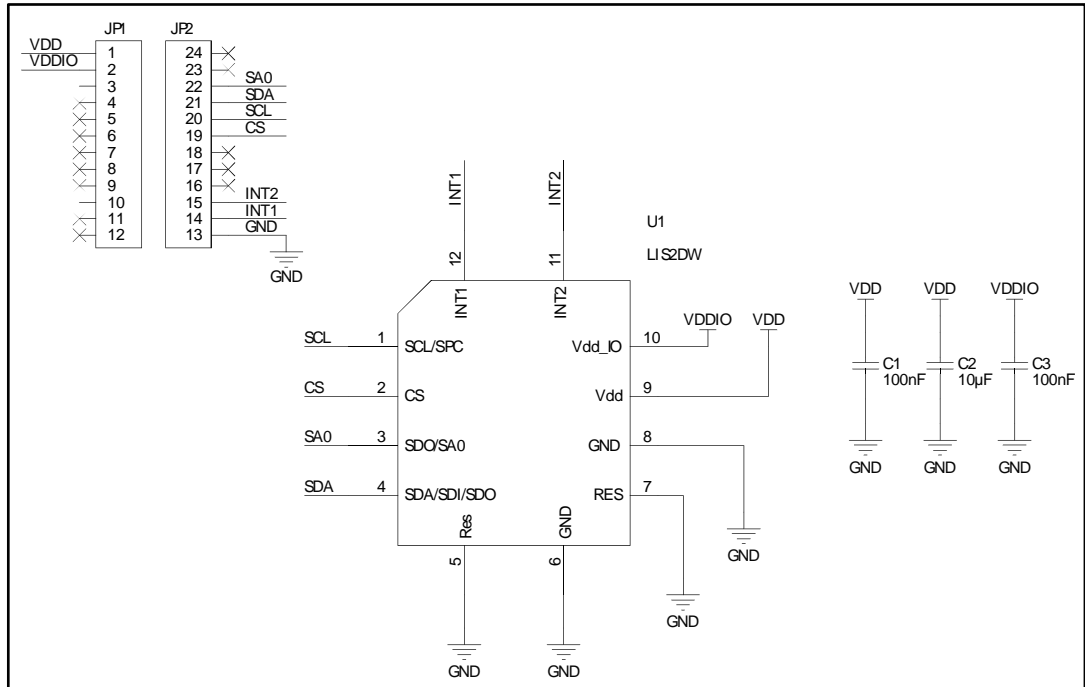 JP1
JP2
VDD 1
VDDIO 2
3
4
5
6
7
8
9
10
11
12
24
23
22 SA0
21 SDA
20 SCL
19 CS
18
17
16
15 INT2
14 INT1
13 GND
GND
INT1
INT2
12
11
U1
LIS2DW
INT1
INT2
SCL 1 SCL/SPC
CS 2 CS
SA0 3 SDO/SA0
SDA 4 SDA/SDI/SDO
Vdd_IO 10 VDDIO
VDD
Vdd 9
GND 8
RES 7
Res
GND
5
6
GND
GND
GND
GND
VDD
VDD
VDDIO
C1
100nF
C2
10µF
C3
100nF
GND
GND
GND